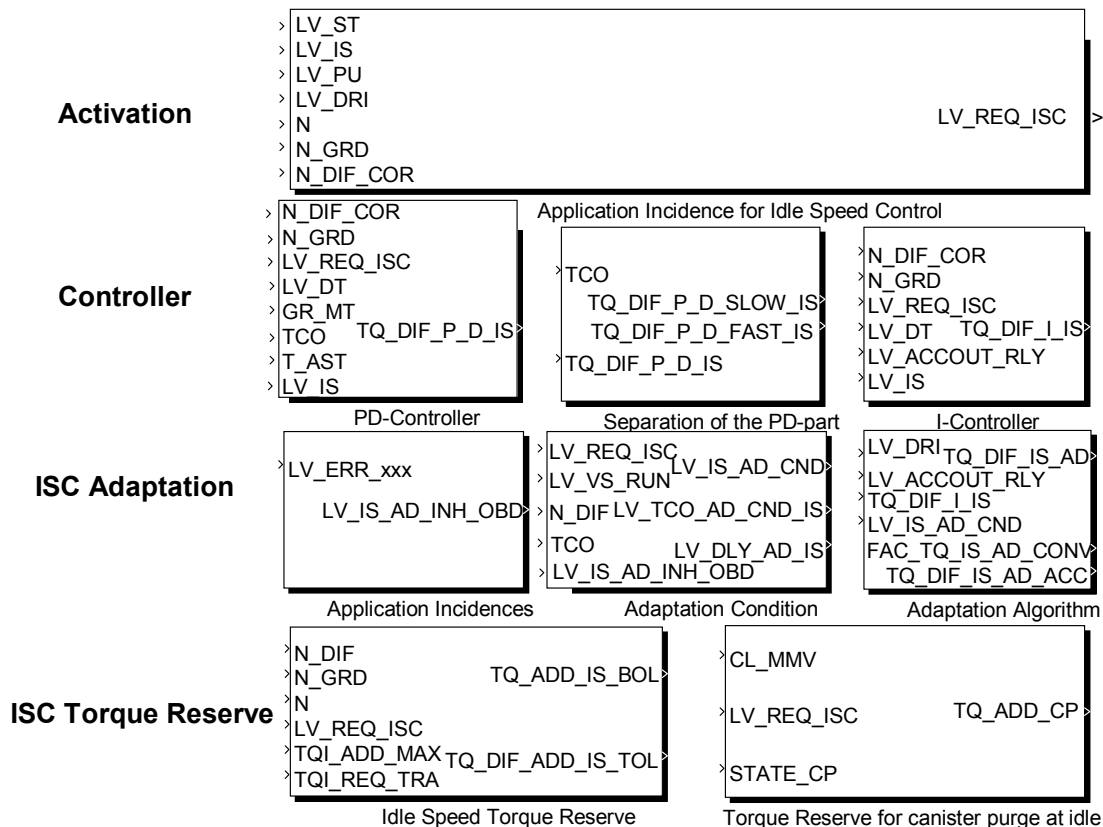 Activation
LV_ST
LV_IS
LV_PU
LV_DRI
N
N_GRD
N_DIF_COR
LV_REQ_ISC
Application Incidence for Idle Speed Control
Controller
N_DIF_COR
N_GRD
LV_REQ_ISC
LV_DT
GR_MT
TCO
T_AST
LV_IS
TQ_DIF_P_D_IS
PD-Controller
TCO
TQ_DIF_P_D_SLOW_IS
TQ_DIF_P_D_FAST_IS
TQ_DIF_P_D_IS
Separation of the PD-part
N_DIF_COR
N_GRD
LV_REQ_ISC
LV_DT
TQ_DIF_I_IS
LV_ACCOUT_RLY
LV_IS
I-Controller
ISC Adaptation
LV_ERR_xxx
LV_IS_AD_INH_OBD
Application Incidences
LV_REQ_ISC
LV_VS_RUN
N_DIF
TCO
LV_IS_AD_INH_OBD
LV_IS_AD_CND
LV_TCO_AD_CND_IS
LV_DLY_AD_IS
Adaptation Condition
LV_DRI
LV_ACCOUT_RLY
TQ_DIF_I_IS
LV_IS_AD_CND
TQ_DIF_IS_AD
FAC_TQ_IS_AD_CONV
TQ_DIF_IS_AD_ACC
Adaptation Algorithm
ISC Torque Reserve
N_DIF
N_GRD
N
LV_REQ_ISC
TQI_ADD_MAX
TQI_REQ_TRA
TQ_ADD_IS_BOL
TQ_DIF_ADD_IS_TOL
Idle Speed Torque Reserve
CL_MMV
LV_REQ_ISC
STATE_CP
TQ_ADD_CP
Torque Reserve for canister purge at idle